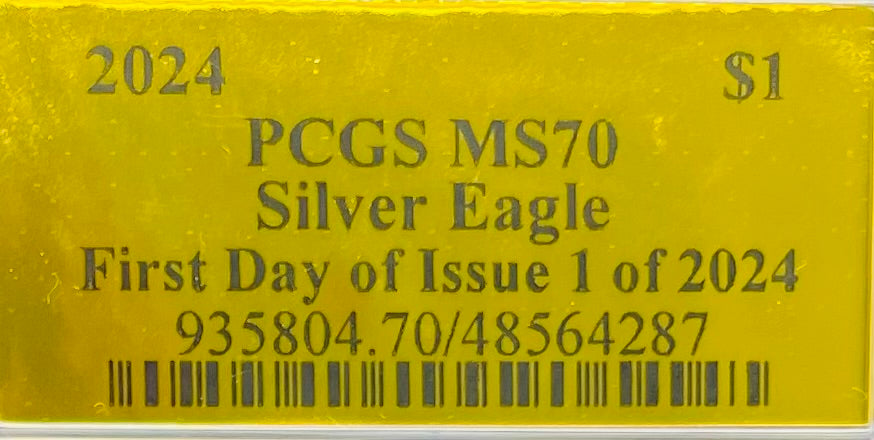 2024 $1
PCGS MS70
Silver Eagle
First Day of Issue 1 of 2024
935804.70/48564287